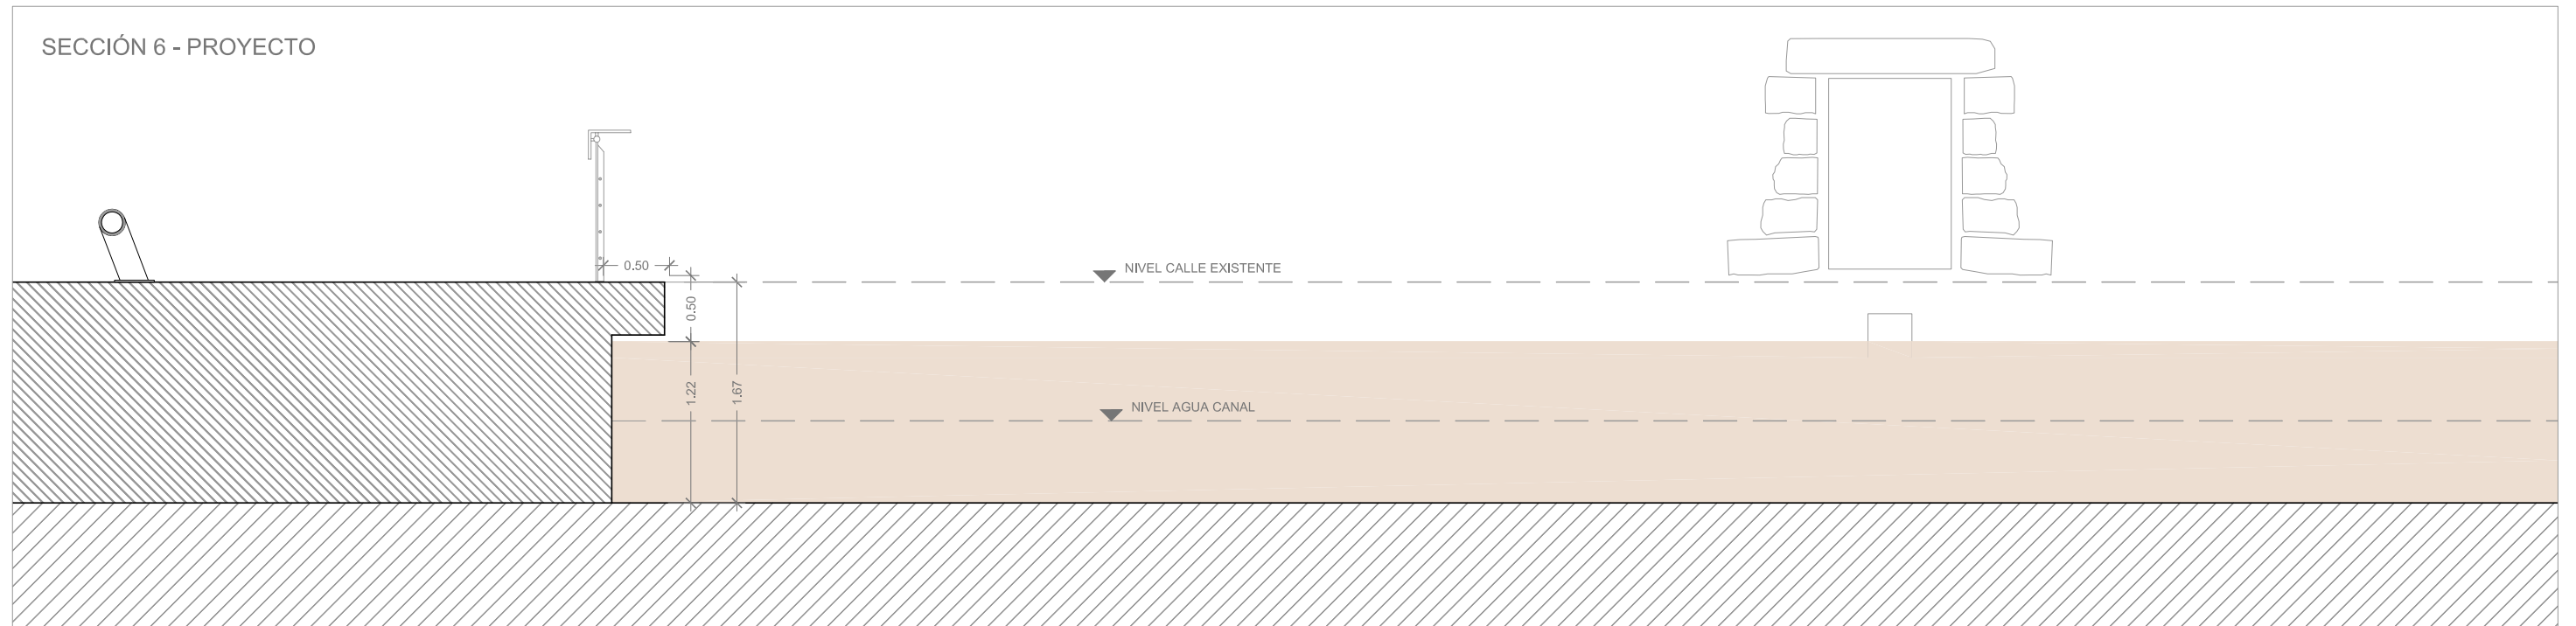 SECCIÓN 6 - PROYECTO
0.50
NIVEL CALLE EXISTENTE
0.50
1.22
1.67
NIVEL AGUA CANAL